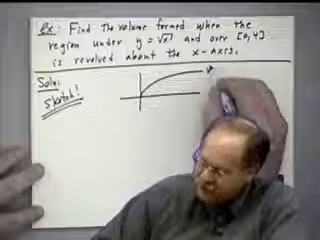 ex: Find the volume formed when the
region under y = √x and over [0,4]
is revolved about the x-axis.
Soln:
sketch!